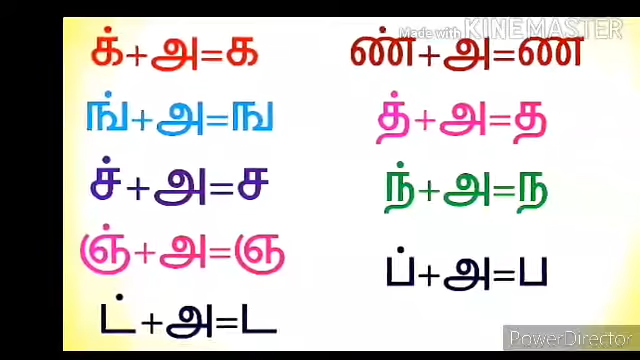 Made with KINEMASTER
க்+அ=க
ங்+அ=ங
ச்+அ=ச
ஞ்+அ=ஞ
ட்+அ=ட
ண்+அ=ண
த்+அ=த
ந்+அ=ந
ப்+அ=ப
PowerDirector